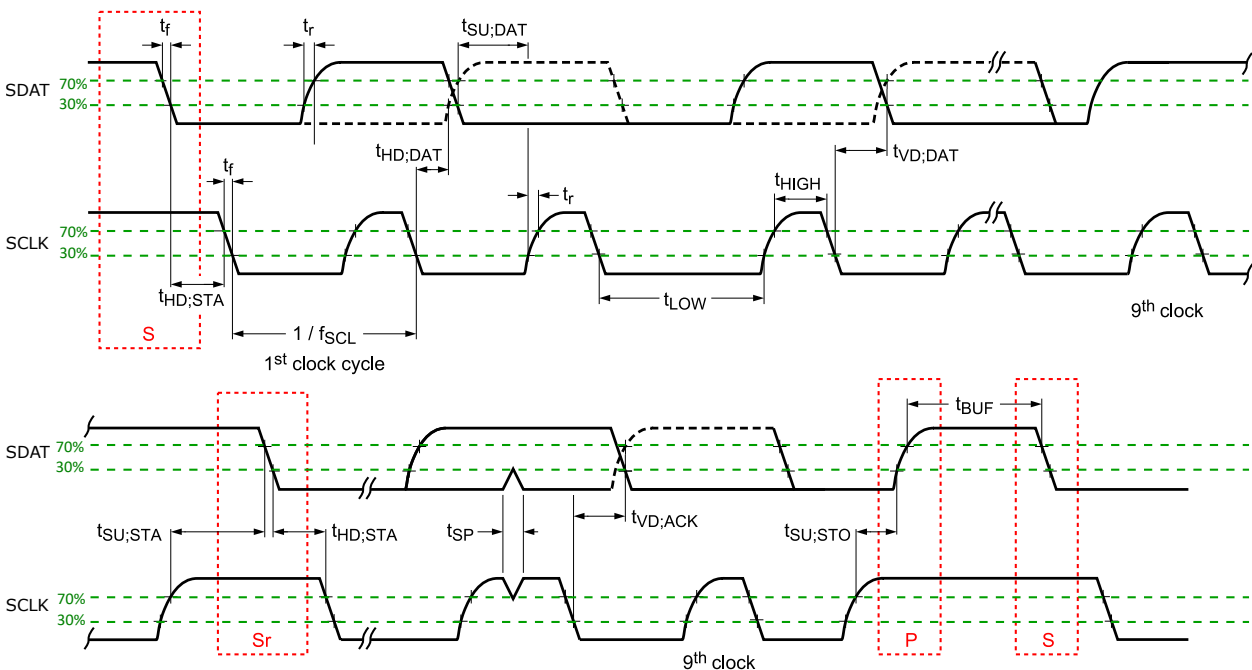 tf tr tSU;DAT
SDAT 70%
30%
tHD;DAT tVD;DAT
tf tr tHIGH
SCLK 70%
30%
tHD;STA tLOW
S 1 / fSCL 9th clock
1st clock cycle
tBUF
SDAT 70%
30%
tSU;STA tHD;STA tSP tVD;ACK tSU;STO
SCLK 70%
30%
Sr P S
9th clock